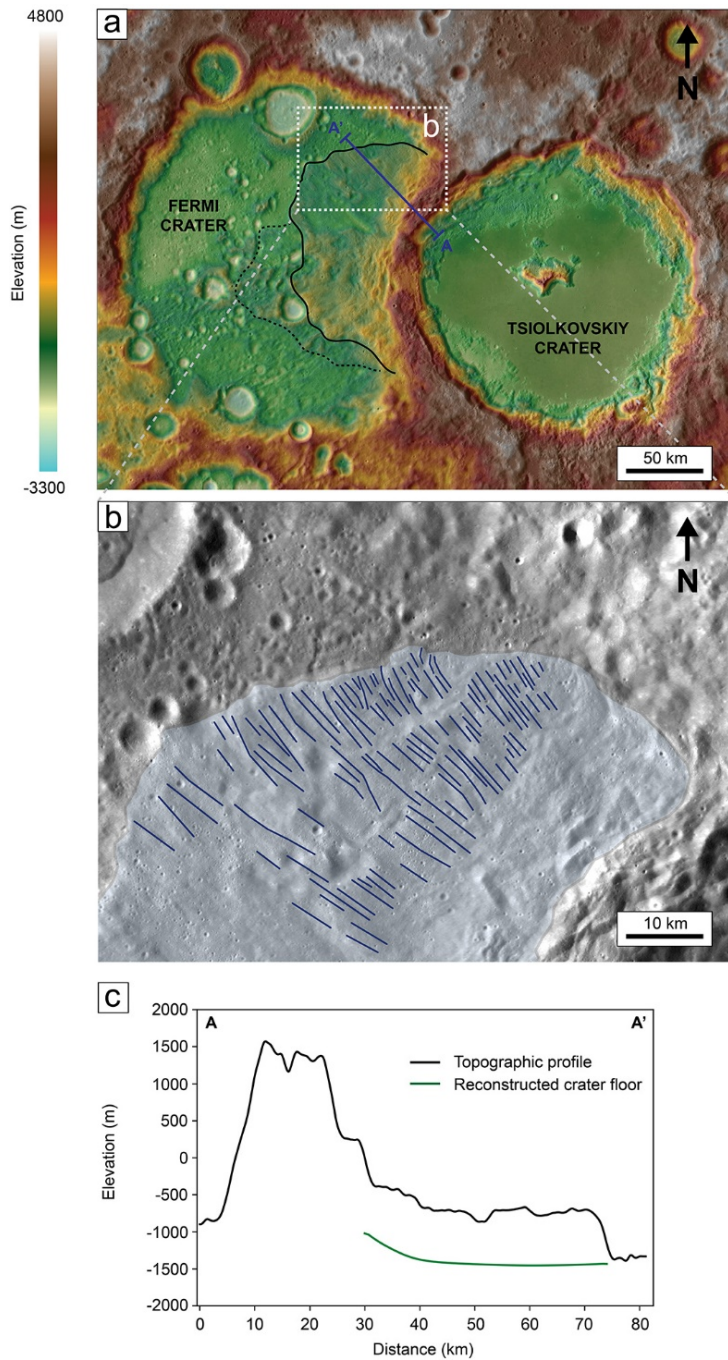 4800
Elevation (m)
-3300
a
N
A'
b
A
FERMI
CRATER
TSIOLKOVSKIY
CRATER
50 km
b
N
10 km
c
A
A'
Topographic profile
Reconstructed crater floor
Elevation (m)
2000
1500
1000
500
0
-500
-1000
-1500
-2000
0
10
20
30
40
50
60
70
80
Distance (km)